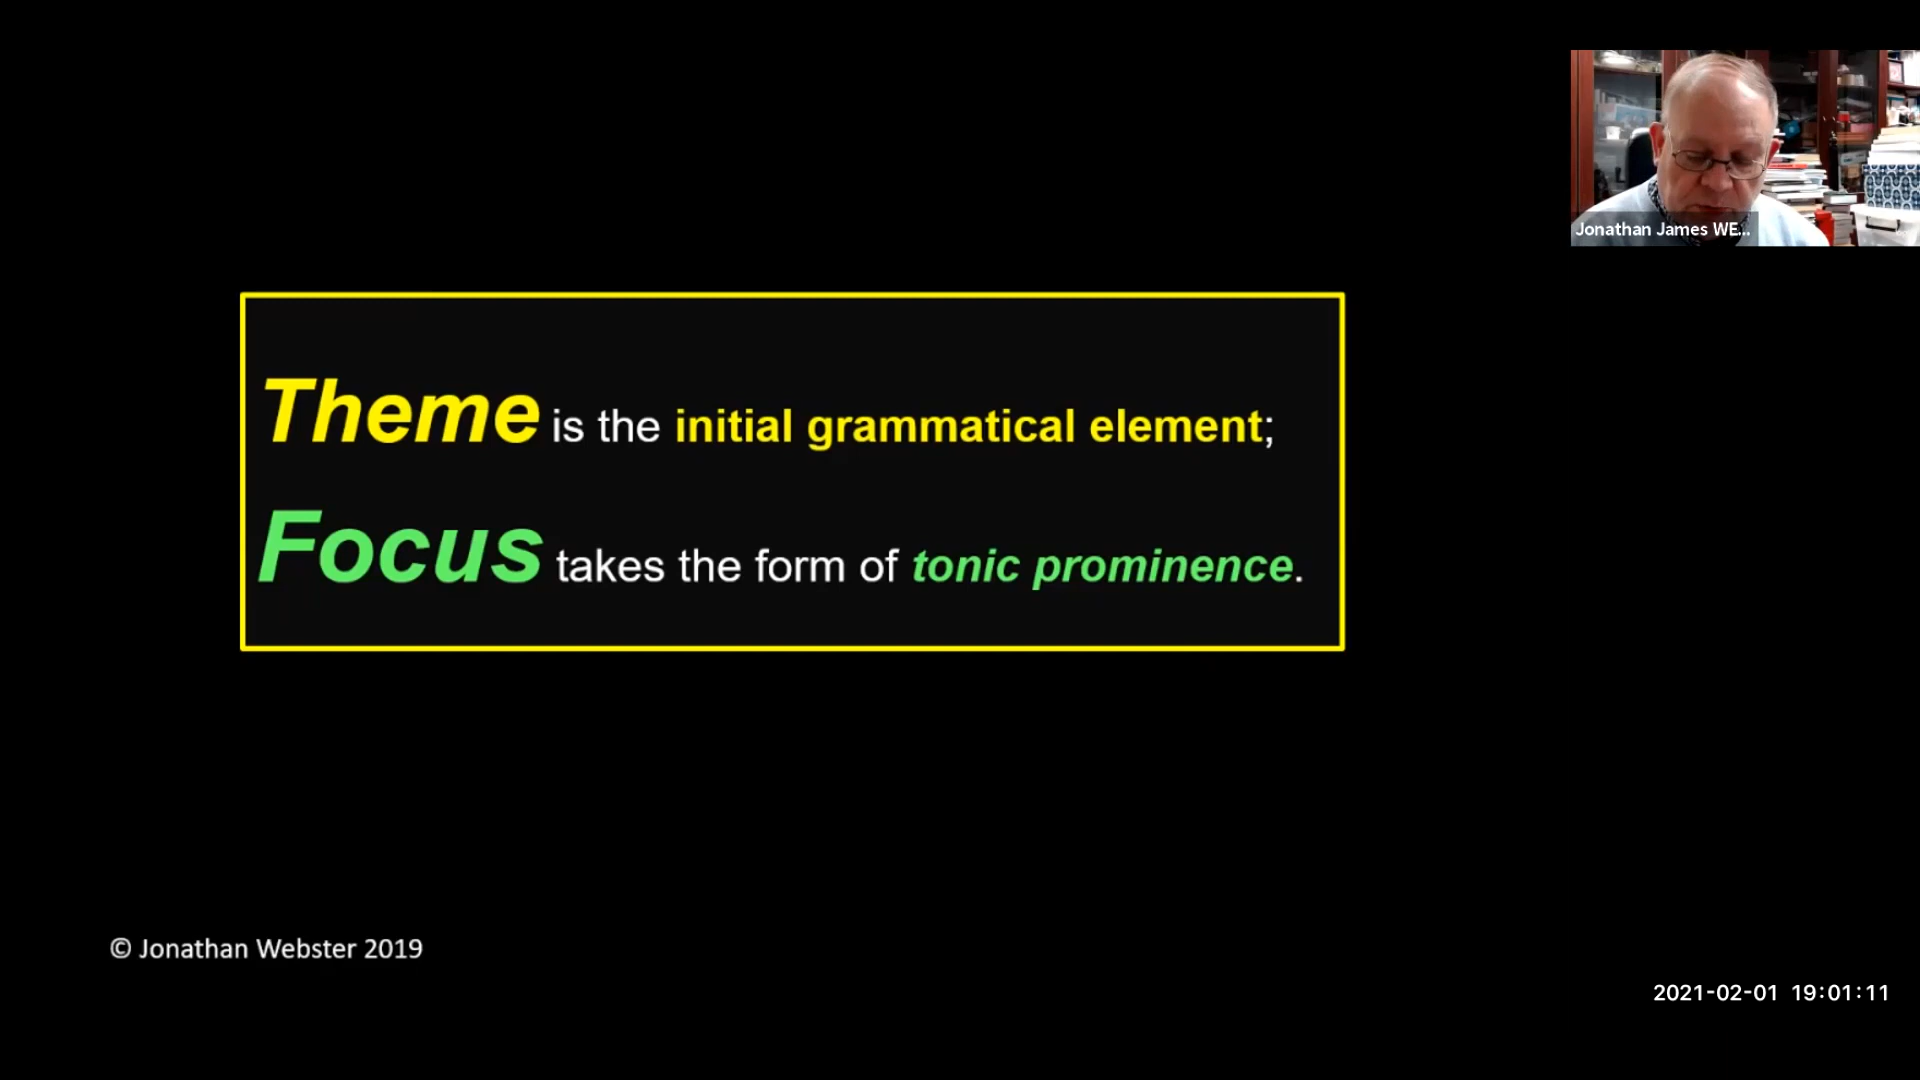 Jonathan James WE...
Theme is the initial grammatical element;
Focus takes the form of tonic prominence.
© Jonathan Webster 2019
2021-02-01 19:01:11